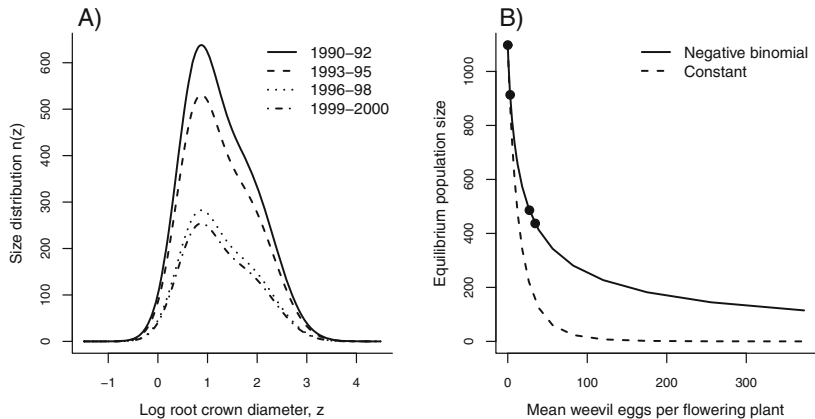 A)
1990−92
1993−95
1996−98
1999−2000
Size distribution n(z)
600
500
400
300
200
100
0
−1 0 1 2 3 4
Log root crown diameter, z
B)
Negative binomial
Constant
Equilibrium population size
1000
800
600
400
200
0
0 100 200 300
Mean weevil eggs per flowering plant